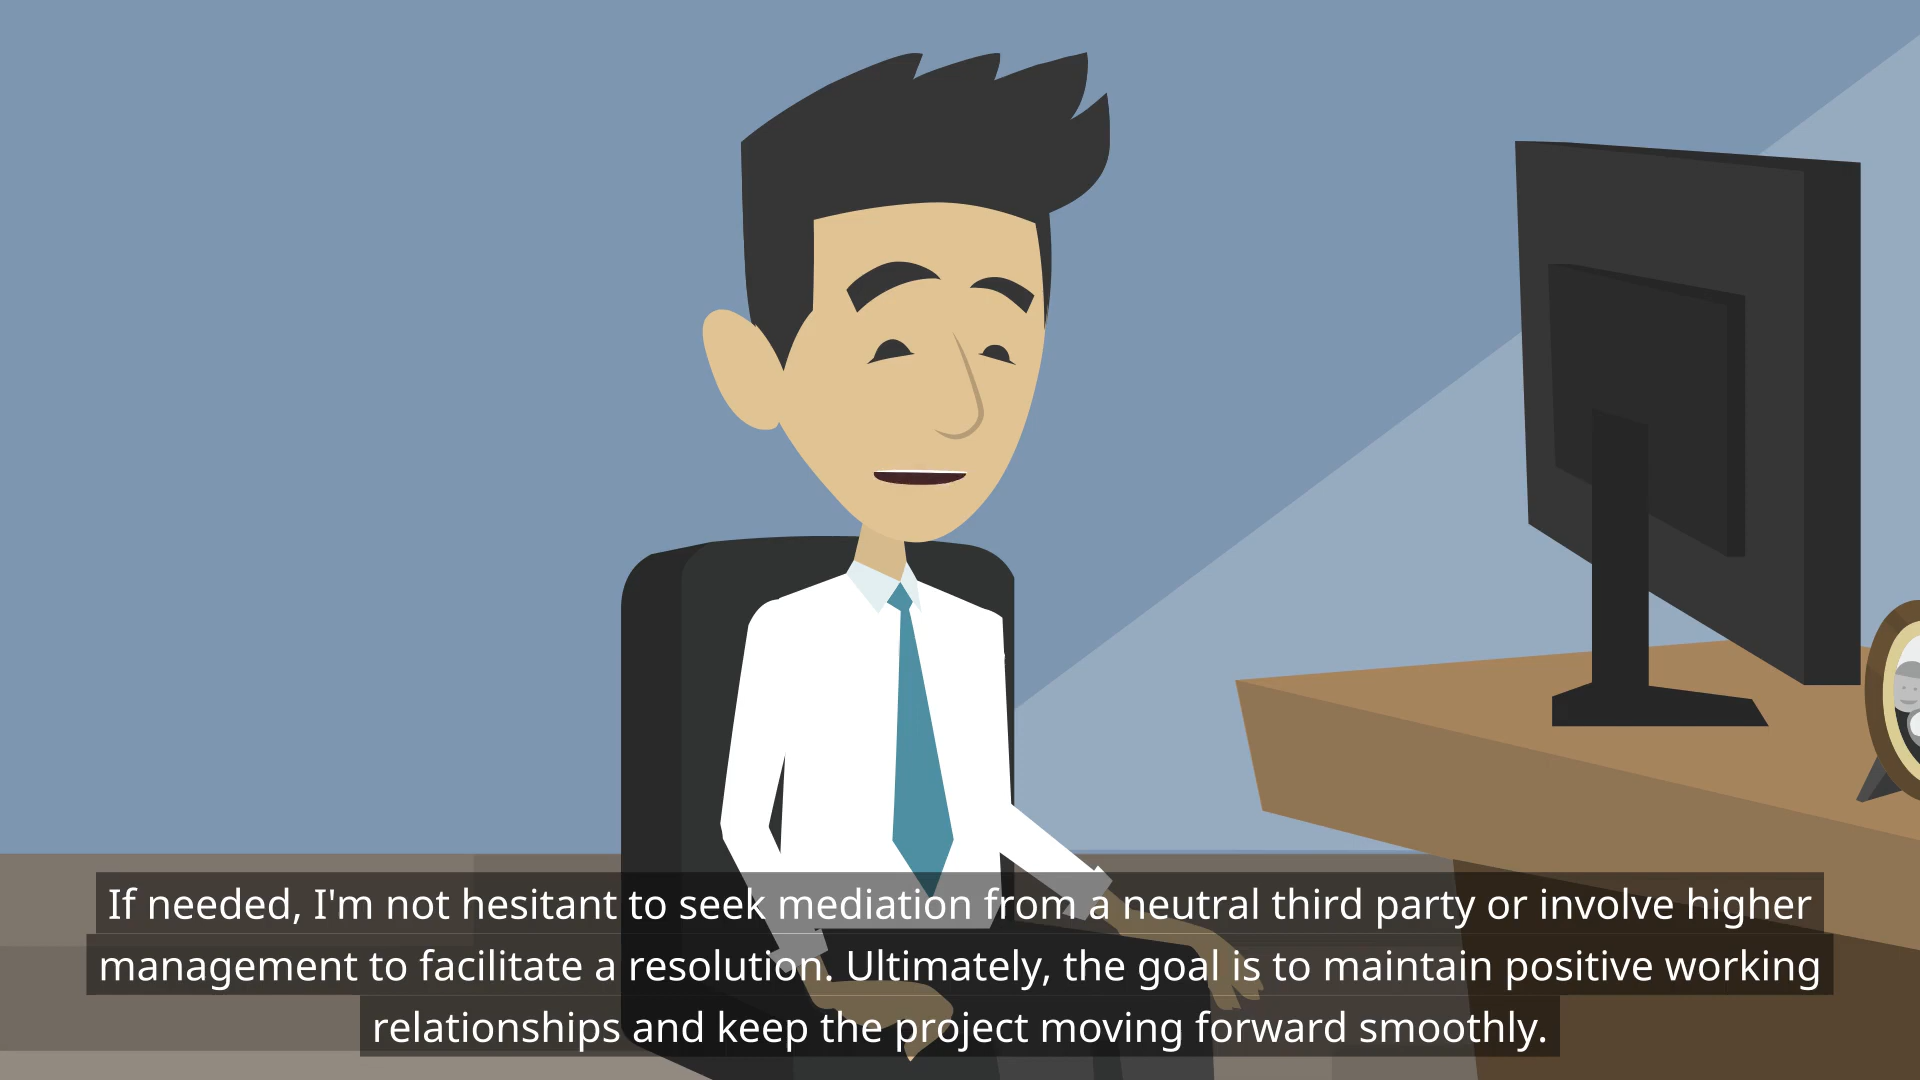 If needed, I'm not hesitant to seek mediation from a neutral third party or involve higher
management to facilitate a resolution. Ultimately, the goal is to maintain positive working
relationships and keep the project moving forward smoothly.